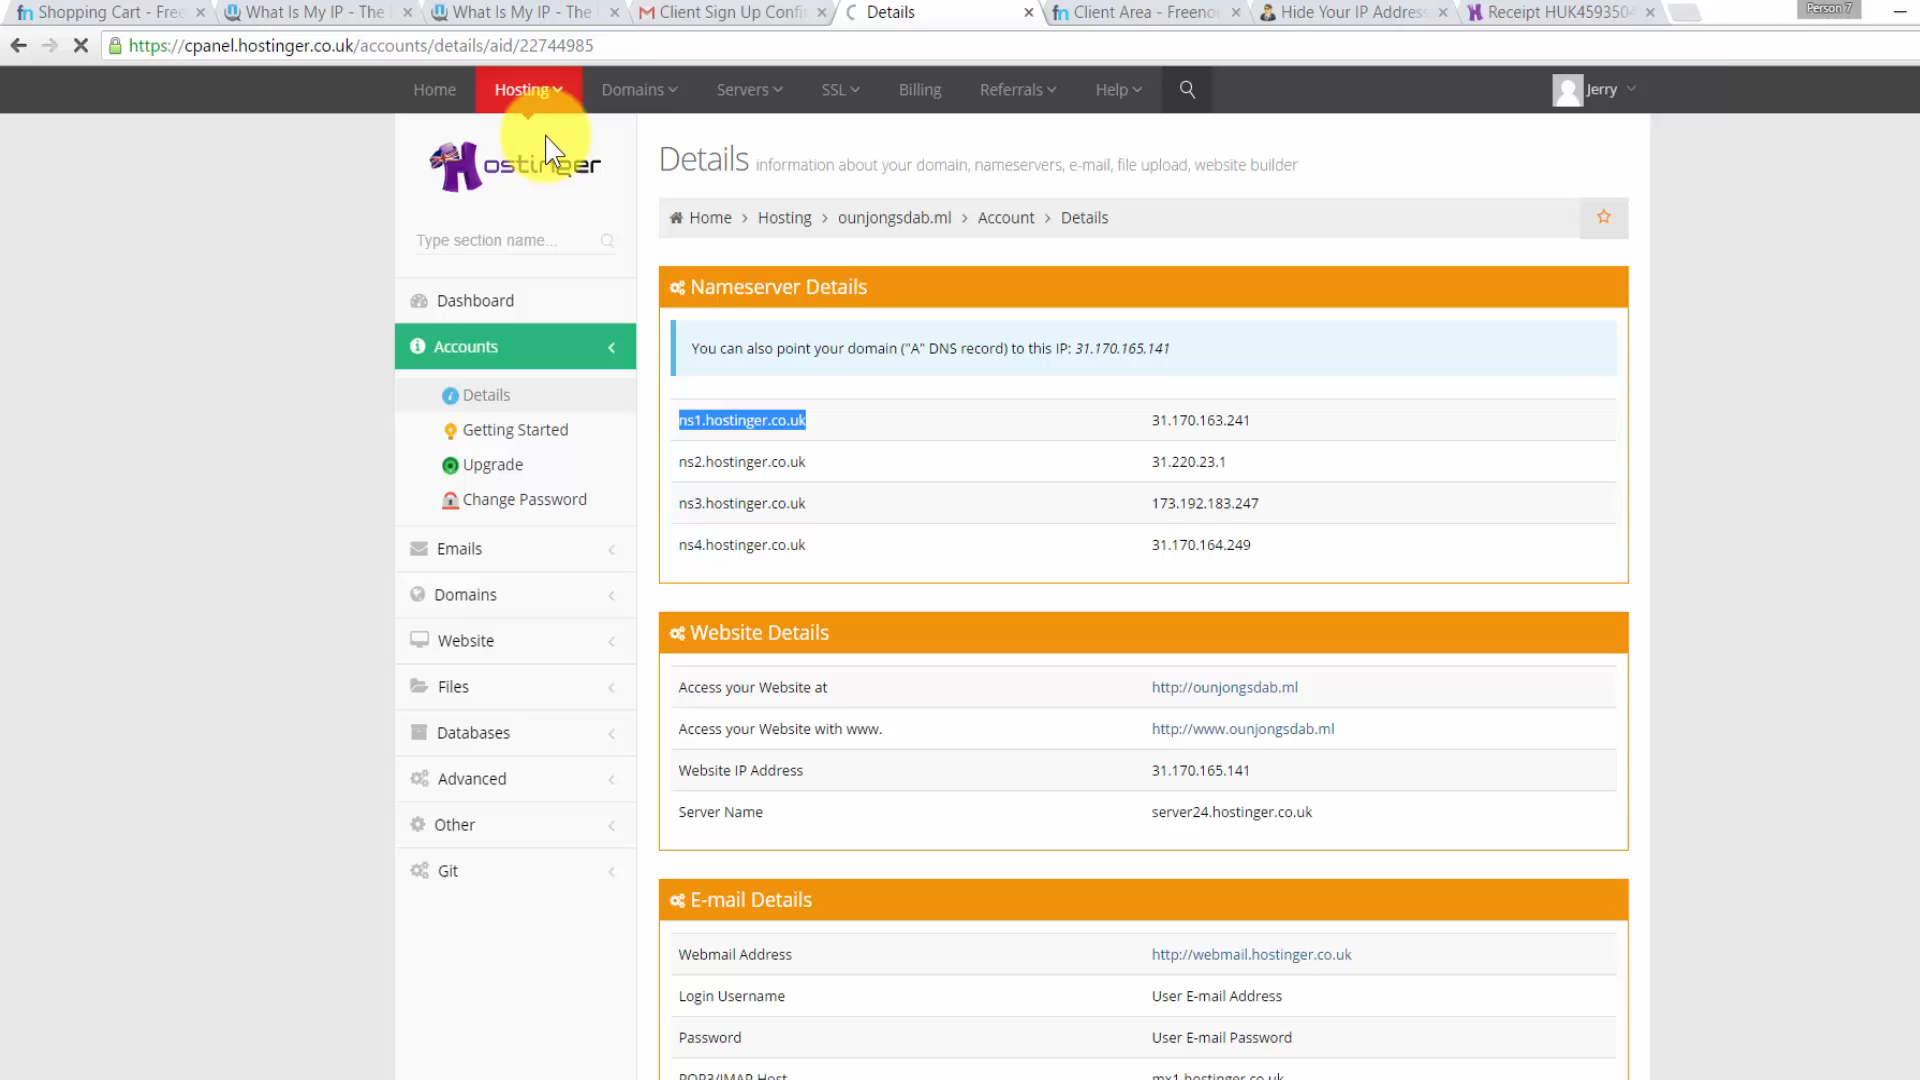 Shopping Cart - Free
What Is My IP - The
What Is My IP - The
Client Sign Up Confi
Details
Client Area - Freeno
Hide Your IP Address
Receipt HUK4593504
Person 7
https://cpanel.hostinger.co.uk/accounts/details/aid/22744985
Home
Hosting
Domains
Servers
SSL
Billing
Referrals
Help
Jerry
Hostinger
Details information about your domain, nameservers, e-mail, file upload, website builder
Type section name...
Home > Hosting > ounjongsdab.ml > Account > Details
Dashboard
Accounts
Details
Getting Started
Upgrade
Change Password
Emails
Domains
Website
Files
Databases
Advanced
Other
Git
Nameserver Details
You can also point your domain ("A" DNS record) to this IP: 31.170.165.141
ns1.hostinger.co.uk 31.170.163.241
ns2.hostinger.co.uk 31.220.23.1
ns3.hostinger.co.uk 173.192.183.247
ns4.hostinger.co.uk 31.170.164.249
Website Details
Access your Website at http://ounjongsdab.ml
Access your Website with www. http://www.ounjongsdab.ml
Website IP Address 31.170.165.141
Server Name server24.hostinger.co.uk
E-mail Details
Webmail Address http://webmail.hostinger.co.uk
Login Username User E-mail Address
Password User E-mail Password
POP3/IMAP Host mx1.hostinger.co.uk